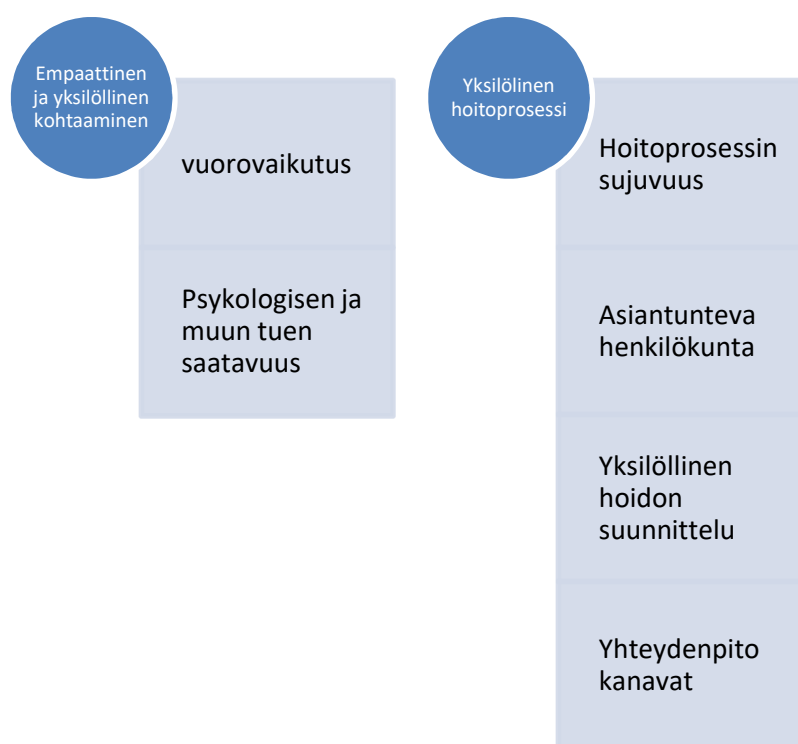 Empaattinen
ja yksilöllinen
kohtaaminen
vuorovaikutus
Psykologisen ja
muun tuen
saatavuus
Yksilölinen
hoitoprosessi
Hoitoprosessin
sujuvuus
Asiantunteva
henkilökunta
Yksilöllinen
hoidon
suunnittelu
Yhteydenpito
kanavat